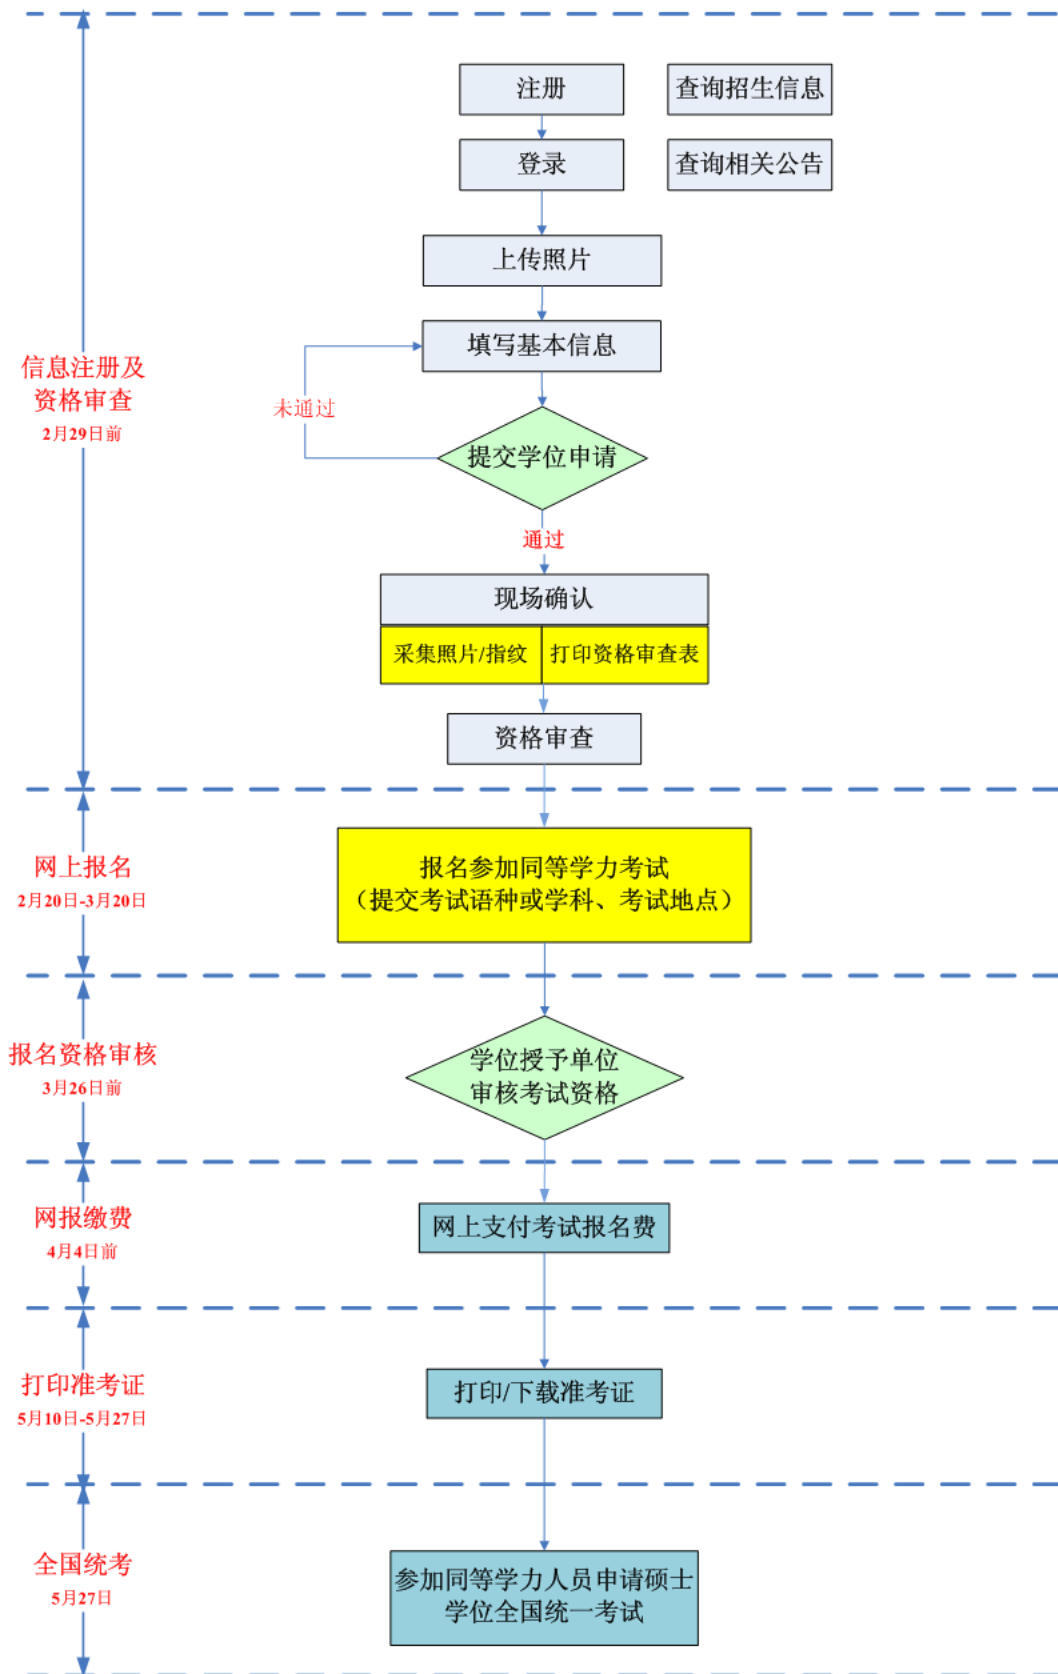 注册
查询招生信息
登录
查询相关公告
上传照片
填写基本信息
信息注册及
资格审查
2月29日前
未通过
提交学位申请
通过
现场确认
采集照片/指纹
打印资格审查表
资格审查
网上报名
2月20日-3月20日
报名参加同等学力考试
（提交考试语种或学科、考试地点）
报名资格审核
3月26日前
学位授予单位
审核考试资格
网报缴费
4月4日前
网上支付考试报名费
打印准考证
5月10日-5月27日
打印/下载准考证
全国统考
5月27日
参加同等学力人员申请硕士
学位全国统一考试